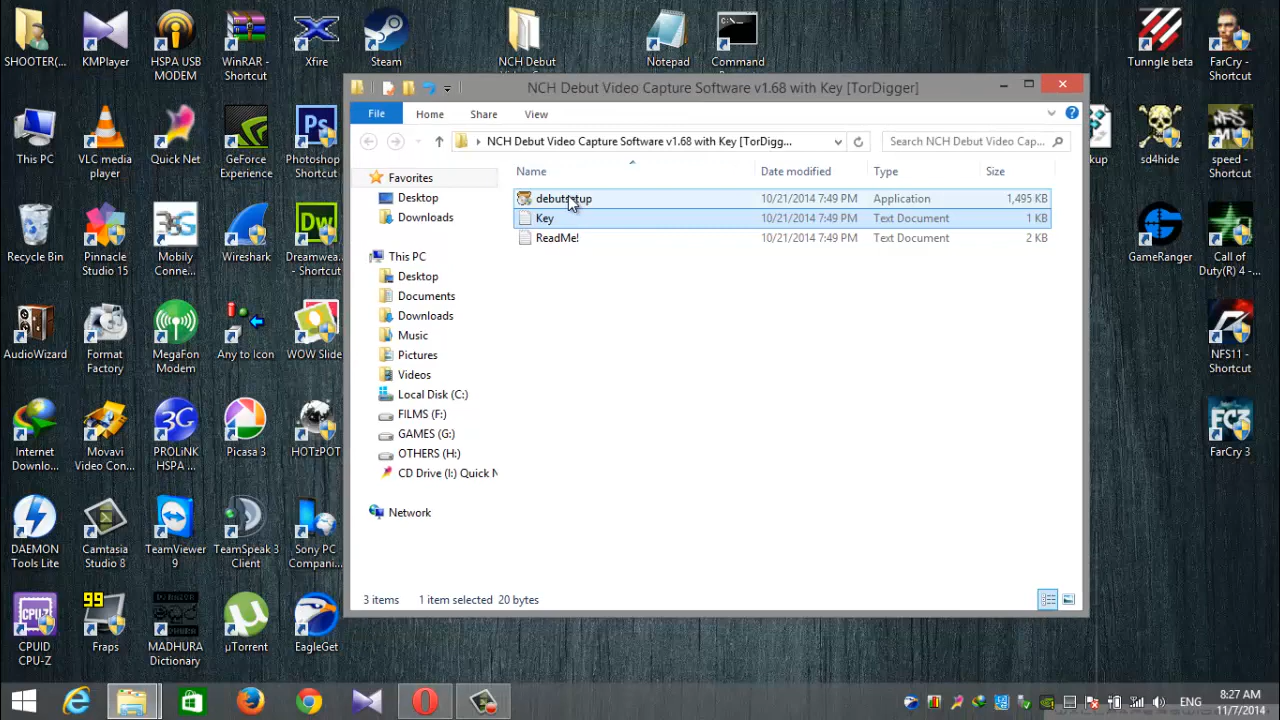 SHOOTER(...
KMPlayer
HSPA USB
MODEM
WinRAR -
Shortcut
Xfire
Steam
NCH Debut
Notepad
Command
Tunngle beta
FarCry -
Shortcut
NCH Debut Video Capture Software v1.68 with Key [TorDigger]
File
Home
Share
View
NCH Debut Video Capture Software v1.68 with Key [TorDigg...
Search NCH Debut Video Cap...
Name
Date modified
Type
Size
debutsetup 10/21/2014 7:49 PM Application 1,495 KB
Key 10/21/2014 7:49 PM Text Document 1 KB
ReadMe! 10/21/2014 7:49 PM Text Document 2 KB
Favorites
Desktop
Downloads
This PC
Desktop
Documents
Downloads
Music
Pictures
Videos
Local Disk (C:)
FILMS (F:)
GAMES (G:)
OTHERS (H:)
CD Drive (I:) Quick N
Network
3 items 1 item selected 20 bytes
This PC
VLC media
player
Quick Net
GeForce
Experience
Ps
Photoshop
Shortcut
kup
sd4hide
speed -
Shortcut
Recycle Bin
Pinnacle
Studio 15
3G
Mobily
Conne...
Wireshark
Dw
Dreamwea...
- Shortcut
GameRanger
Call of
Duty(R) 4 -...
AudioWizard
Format
Factory
MegaFon
Modem
Any to Icon
WOW Slide
NFS11 -
Shortcut
Internet
Downlo...
Movavi
Video Con...
3G
PROLiNK
HSPA ...
Picasa 3
HOTzPOT
FC3
FarCry 3
DAEMON
Tools Lite
Camtasia
Studio 8
TeamViewer
9
TeamSpeak 3
Client
Sony PC
Compani...
CPU-Z
CPUID
CPU-Z
99
Fraps
MADHURA
Dictionary
µTorrent
EagleGet
ENG
8:27 AM
11/7/2014